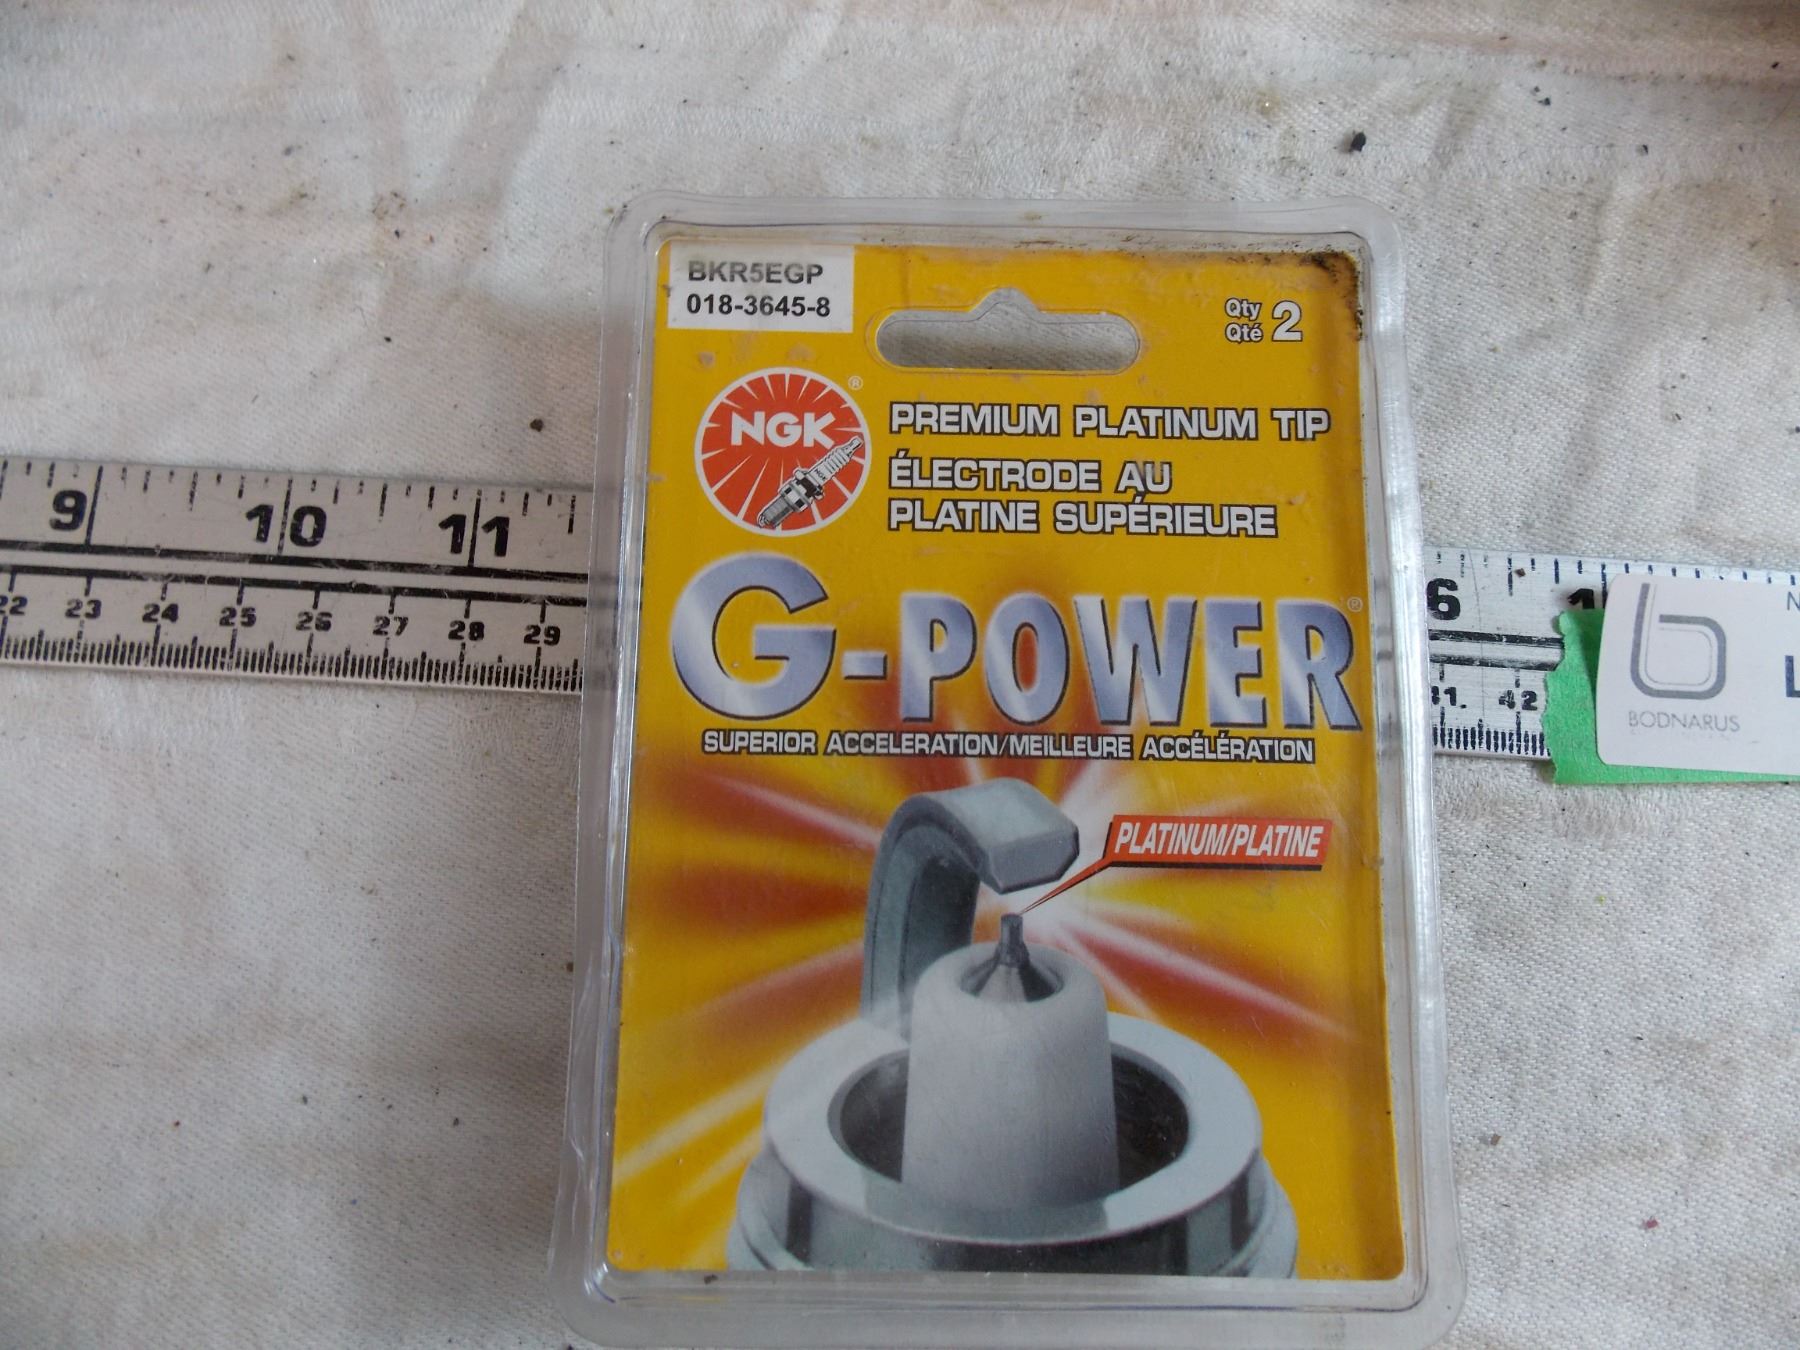 BKR5EGP
018-3645-8
Qty
Qté 2
NGK
®
PREMIUM PLATINUM TIP
ÉLECTRODE AU
PLATINE SUPÉRIEURE
G-POWER®
SUPERIOR ACCELERATION/MEILLEURE ACCÉLÉRATION
PLATINUM/PLATINE
9 10 11
22 23 24 25 26 27 28 29
6 1
41. 42
BODNARUS
N
L